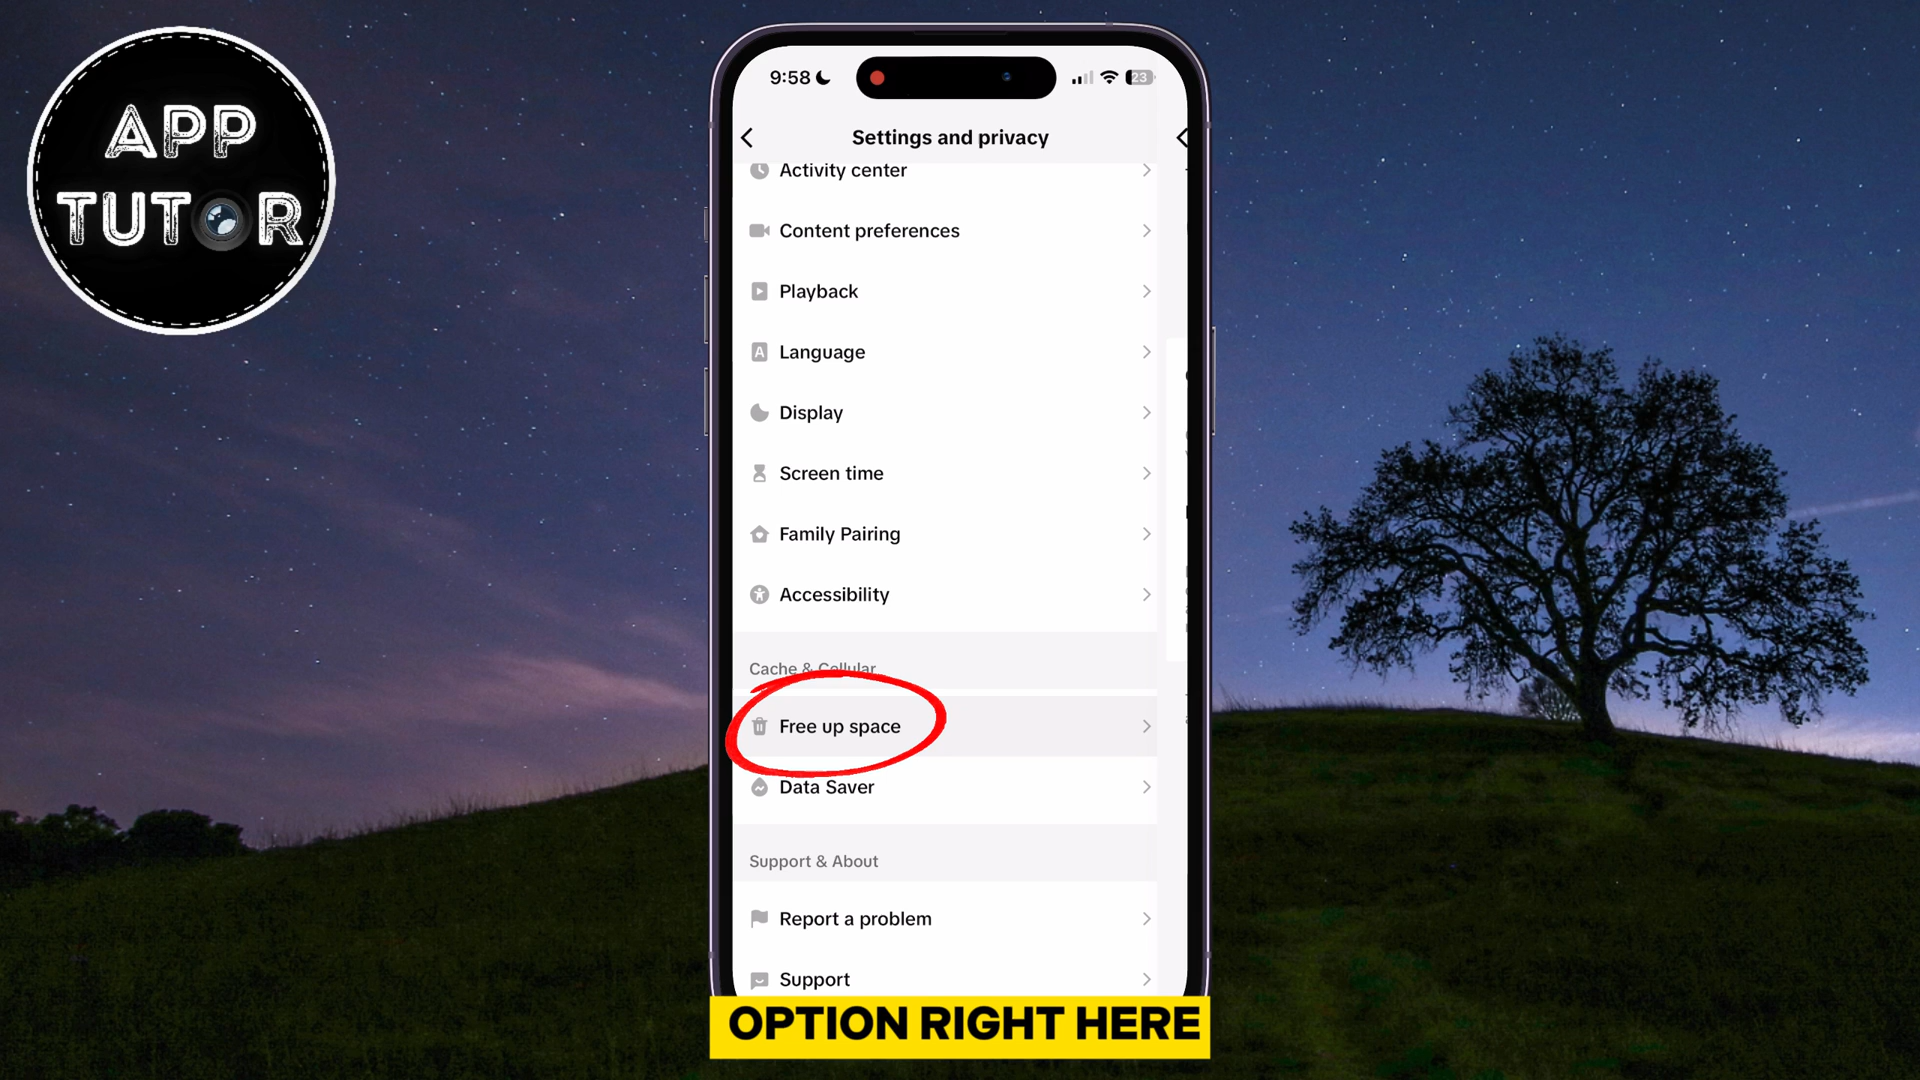 APP
TUTOR
9:58
23
Settings and privacy
Activity center
Content preferences
Playback
Language
Display
Screen time
Family Pairing
Accessibility
Cache & Cellular
Free up space
Data Saver
Support & About
Report a problem
Support
OPTION RIGHT HERE